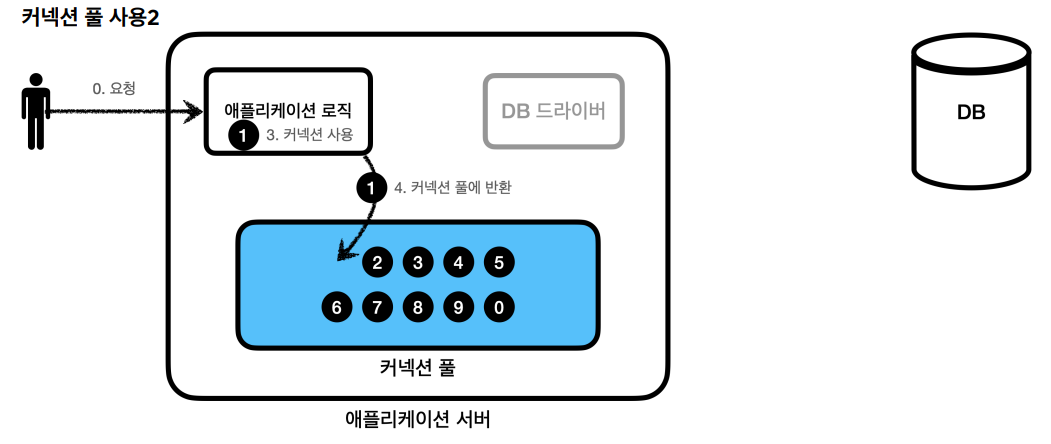 커넥션 풀 사용2
0. 요청
애플리케이션 로직
1 3. 커넥션 사용
DB 드라이버
DB
1 4. 커넥션 풀에 반환
2 3 4 5
6 7 8 9 0
커넥션 풀
애플리케이션 서버